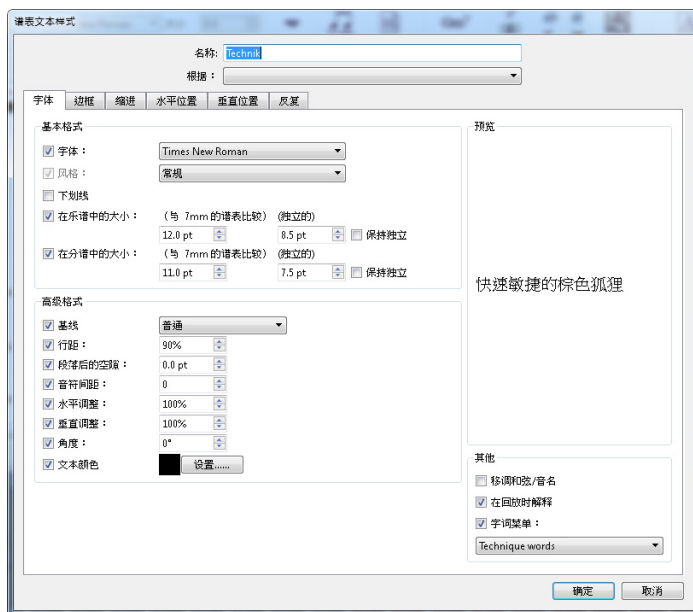 谱表文本样式
名称: Technik
根据：
字体 边框 缩进 水平位置 垂直位置 反复
基本格式
字体： Times New Roman
风格： 常规
下划线
在乐谱中的大小： (与 7mm 的谱表比较) (独立的)
12.0 pt 8.5 pt 保持独立
在分谱中的大小： (与 7mm 的谱表比较) (独立的)
11.0 pt 7.5 pt 保持独立
高级格式
基线 普通
行距： 90%
段落后的空隙： 0.0 pt
音符间距： 0
水平调整： 100%
垂直调整： 100%
角度： 0°
文本颜色 设置......
预览
快速敏捷的棕色狐狸
其他
移调和弦/音名
在回放时解释
字词菜单：
Technique words
确定 取消